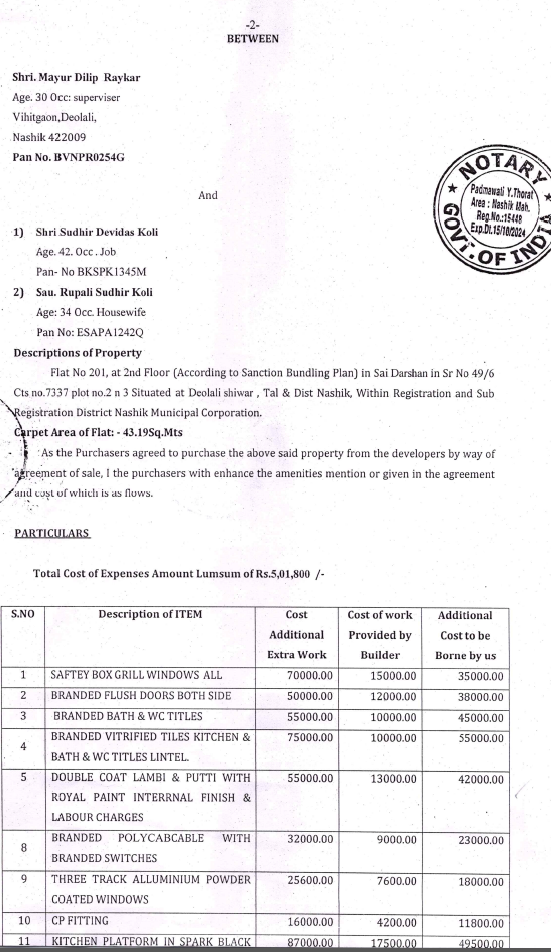 -2-
BETWEEN
Shri. Mayur Dilip Raykar
Age. 30 Occ: superviser
Vihitgaon,Deolali,
Nashik 422009
Pan No. BVNPR0254G
And
NOTARY
Padmawali Y.Thorat
Area : Nashik Mah.
Reg.No.:15448
Exp.Dt.15/10/2024
GOVT. OF INDIA
1) Shri Sudhir Devidas Koli
Age. 42. Occ . Job
Pan- No BKSPK1345M
2) Sau. Rupali Sudhir Koli
Age: 34 Occ. Housewife
Pan No: ESAPA1242Q
Descriptions of Property
Flat No 201, at 2nd Floor (According to Sanction Bundling Plan) in Sai Darshan in Sr No 49/6
Cts no.7337 plot no.2 n 3 Situated at Deolali shiwar , Tal & Dist Nashik, Within Registration and Sub
Registration District Nashik Municipal Corporation.
Carpet Area of Flat: - 43.19Sq.Mts
As the Purchasers agreed to purchase the above said property from the developers by way of
agreement of sale, I the purchasers with enhance the amenities mention or given in the agreement
and cost of which is as flows.
PARTICULARS
Total Cost of Expenses Amount Lumsum of Rs.5,01,800 /-
S.NO Description of ITEM Cost Additional Extra Work Cost of work Provided by Builder Additional Cost to be Borne by us
1 SAFTEY BOX GRILL WINDOWS ALL 70000.00 15000.00 35000.00
2 BRANDED FLUSH DOORS BOTH SIDE 50000.00 12000.00 38000.00
3 BRANDED BATH & WC TITLES 55000.00 10000.00 45000.00
4 BRANDED VITRIFIED TILES KITCHEN & 75000.00 10000.00 55000.00
BATH & WC TITLES LINTEL.
5 DOUBLE COAT LAMBI & PUTTI WITH 55000.00 13000.00 42000.00
ROYAL PAINT INTERRNAL FINISH &
LABOUR CHARGES
8 BRANDED POLYCABCABLE WITH 32000.00 9000.00 23000.00
BRANDED SWITCHES
9 THREE TRACK ALLUMINIUM POWDER 25600.00 7600.00 18000.00
COATED WINDOWS
10 CP FITTING 16000.00 4200.00 11800.00
11 KITCHEN PLATFORM IN SPARK BLACK 87000.00 17500.00 49500.00